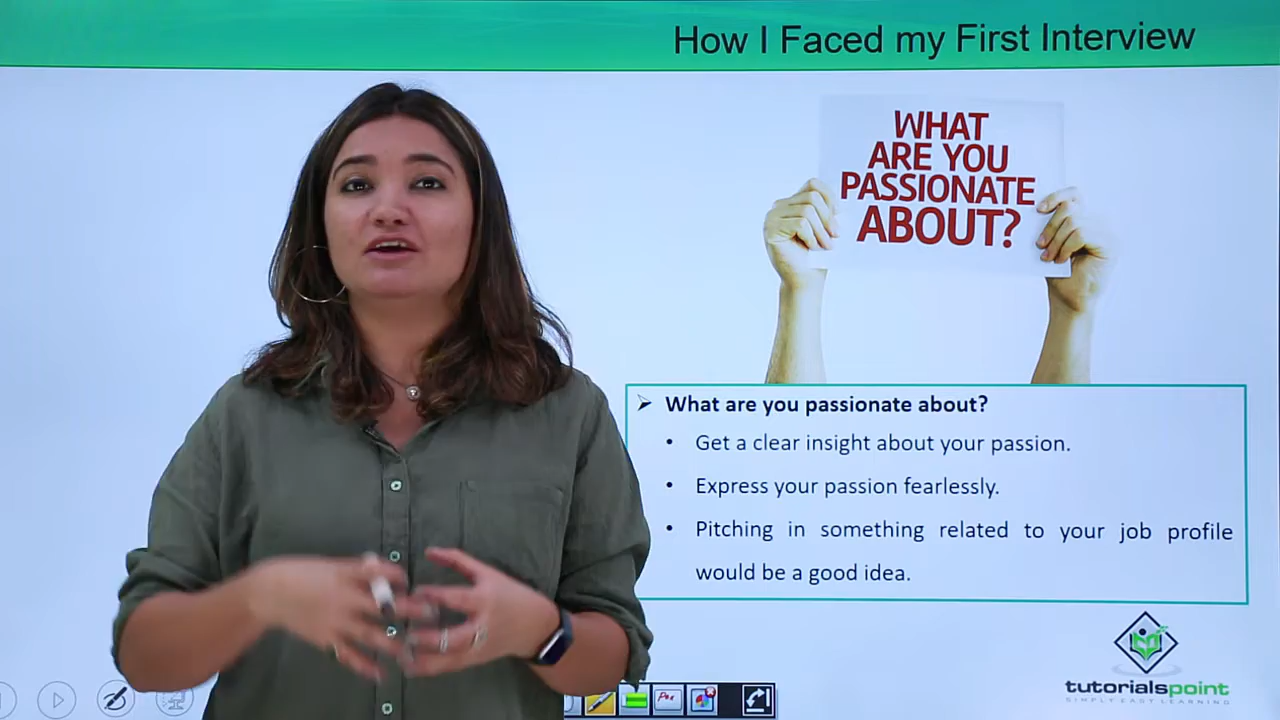 How I Faced my First Interview
WHAT
ARE YOU
PASSIONATE
ABOUT?
➢ What are you passionate about?
• Get a clear insight about your passion.
• Express your passion fearlessly.
• Pitching in something related to your job profile
would be a good idea.
tutorialspoint
SIMPLY EASY LEARNING